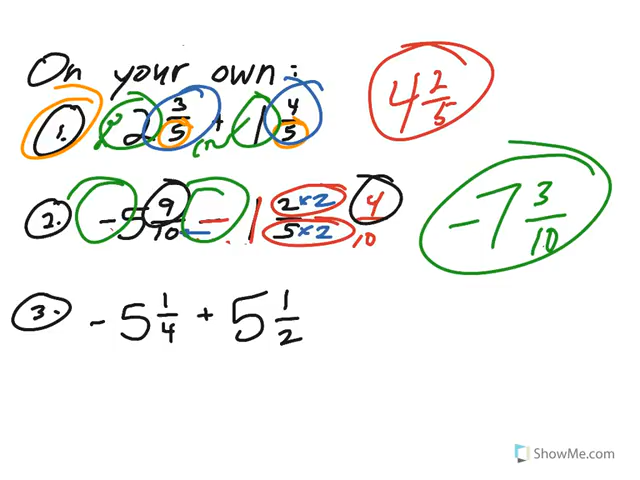 On your own:
1. 2 3/5 + 1 4/5 4 2/5
2. -5 9/10 - 1 2 ×2/5 ×2 4/10 -7 3/10
3. - 5 1/4 + 5 1/2
ShowMe.com